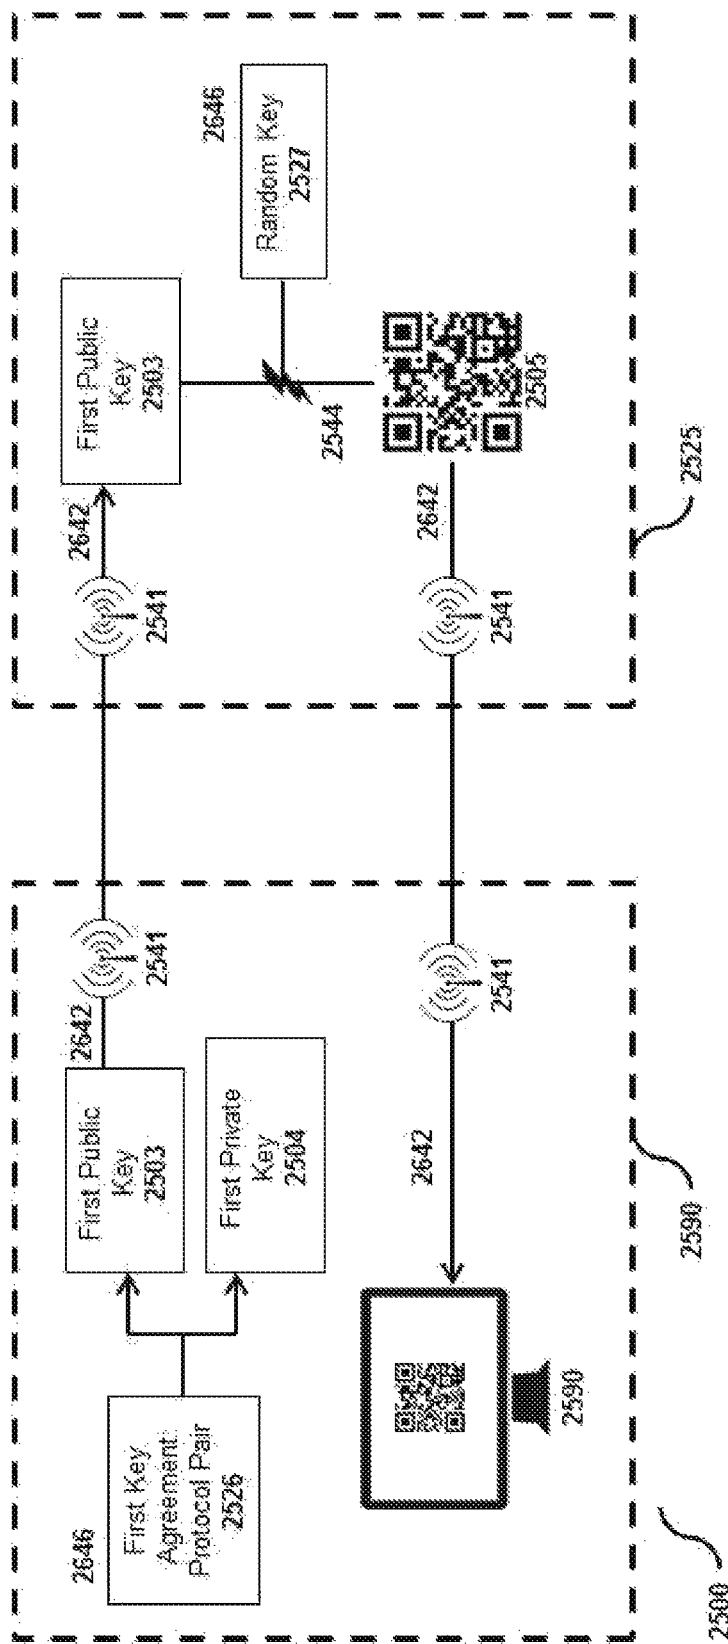 2646
First Key
Agreement
Protocol Pair
2526
First Public
Key
2503
First Private
Key
2504
2642
2541
2541
2642
First Public
Key
2503
2646
Random Key
2527
2544
2505
2642
2541
2541
2642
2590
2500
2590
2525